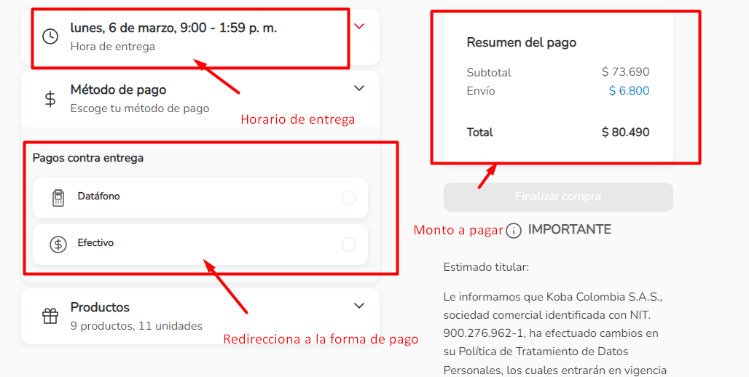 lunes, 6 de marzo, 9:00 - 1:59 p. m.
Hora de entrega
Método de pago
Escoge tu método de pago
Horario de entrega
Pagos contra entrega
Datáfono
Efectivo
Productos
9 productos, 11 unidades
Redirecciona a la forma de pago
Resumen del pago
Subtotal $ 73.690
Envío $ 6.800
Total $ 80.490
Finalizar compra
Monto a pagar
IMPORTANTE
Estimado titular:
Le informamos que Koba Colombia S.A.S.,
sociedad comercial identificada con NIT.
900.276.962-1, ha efectuado cambios en
su Política de Tratamiento de Datos
Personales, los cuales entrarán en vigencia